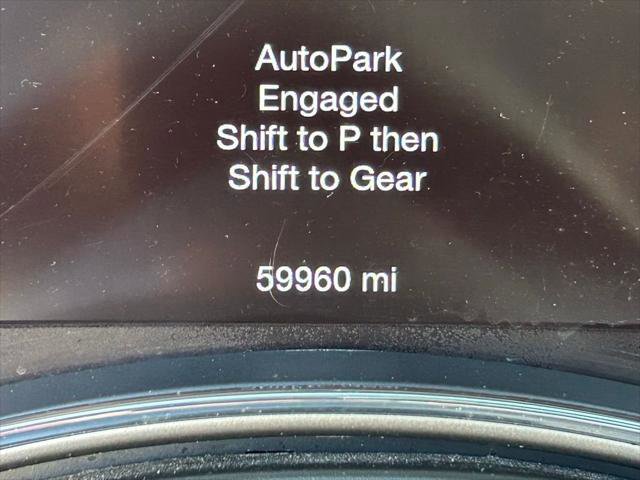 AutoPark
Engaged
Shift to P then
Shift to Gear
59960 mi